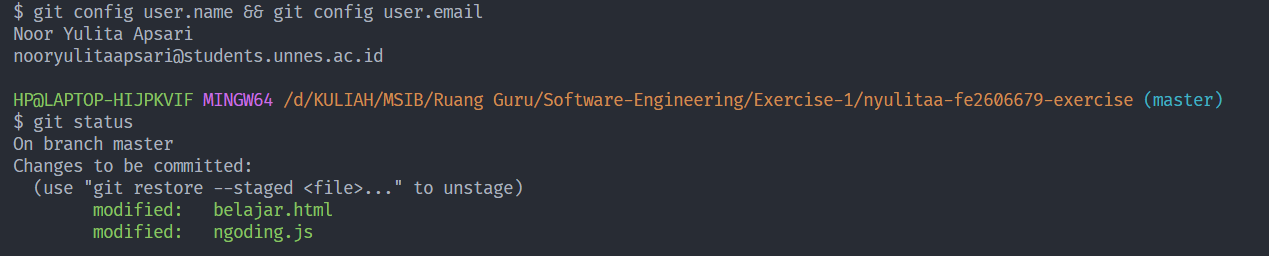 $ git config user.name && git config user.email
Noor Yulita Apsari
nooryulitaapsari@students.unnes.ac.id
HP@LAPTOP-HIJPKVIF MINGW64 /d/KULIAH/MSIB/Ruang Guru/Software-Engineering/Exercise-1/nyulitaa-fe2606679-exercise (master)
$ git status
On branch master
Changes to be committed:
  (use "git restore --staged <file>..." to unstage)
        modified:   belajar.html
        modified:   ngoding.js